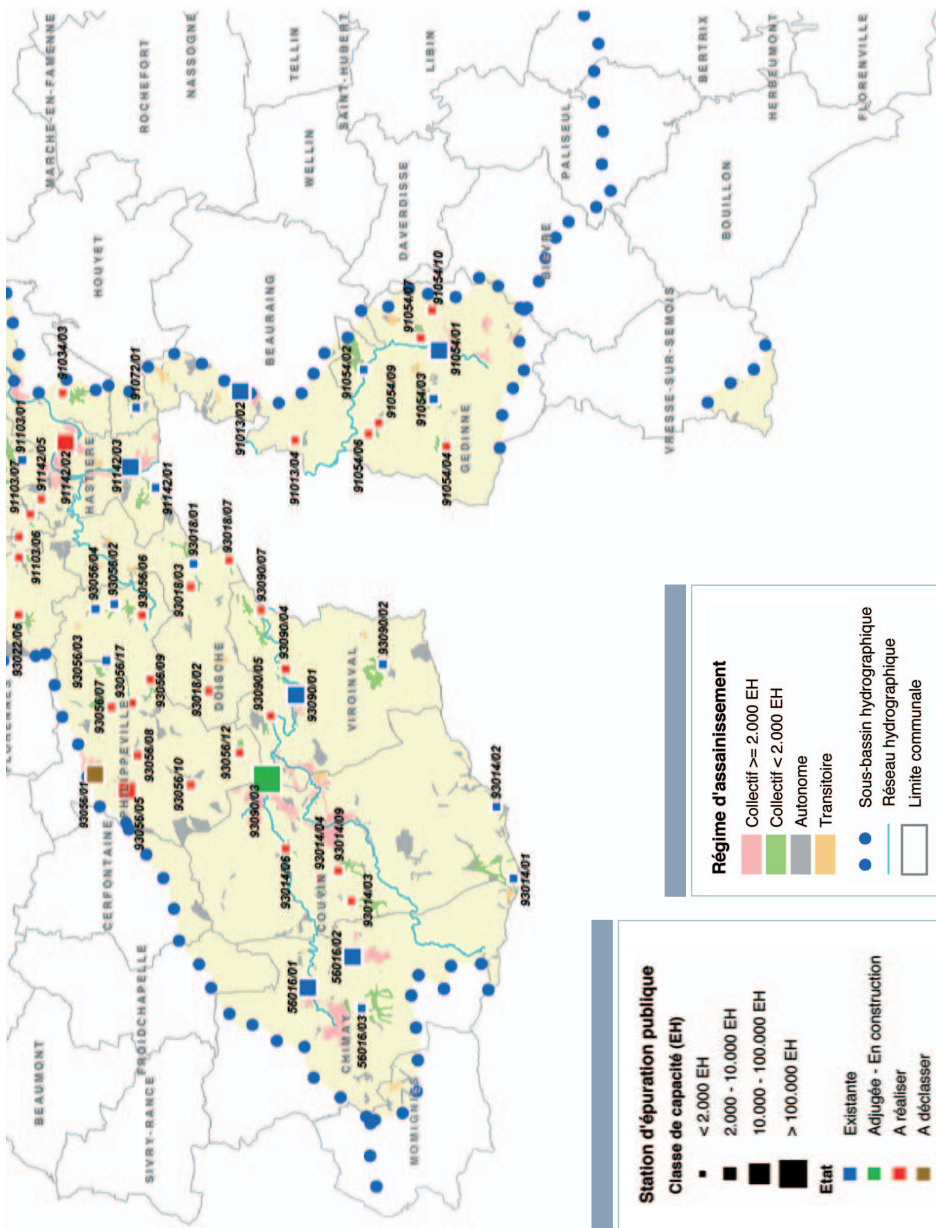 MARCHE-EN-FAMENNE
ROCHEFORT
NASSOGNE
TELLIN
SAINT-HUBERT
LIBIN
WELLIN
DAVERDISSE
PALISEUL
BERTRIX
HERBEUMONT
FLORENVILLE
BOUILLON
BIEVRE
VRESSE-SUR-SEMOIS
HOUYET
BEAURAING
GEDINNE
HASTIERE
DOISCHE
VIROINVAL
PHILIPPEVILLE
COUVIN
CERFONTAINE
FROIDCHAPELLE
BEAUMONT
SIVRY-RANCE
CHIMAY
MOMIGNIES
91034/03
91072/01
91103/01
91103/07
91142/05
91142/02
91142/03
91142/01
91103/06
91013/02
91013/04
91054/02
91054/07
91054/10
91054/09
91054/01
91054/03
91054/06
91054/04
93022/05
93056/04
93056/02
93056/06
93018/01
93018/03
93018/07
93090/07
93056/03
93056/17
93056/07
93056/09
93018/02
93090/05
93090/04
93090/01
93090/02
93056/01
93056/05
93056/08
93056/10
93056/12
93090/03
93014/06
93014/04
93014/09
93014/03
93014/02
93014/01
56016/01
56016/02
56016/03
Station d'épuration publique
Classe de capacité (EH)
< 2.000 EH
2.000 - 10.000 EH
10.000 - 100.000 EH
> 100.000 EH
Etat
Existante
Adjugée - En construction
A réaliser
A déclasser
Régime d'assainissement
Collectif >= 2.000 EH
Collectif < 2.000 EH
Autonome
Transitoire
Sous-bassin hydrographique
Réseau hydrographique
Limite communale